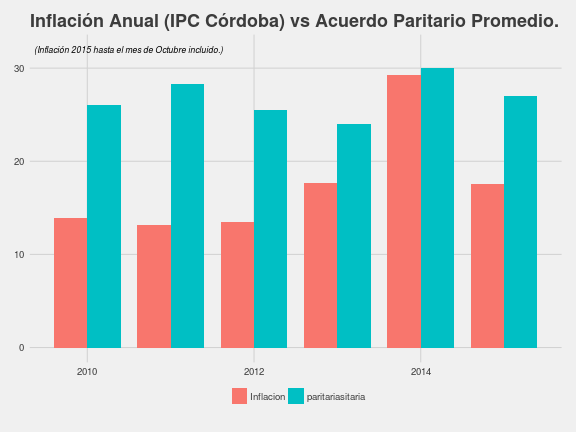 Inflación Anual (IPC Córdoba) vs Acuerdo Paritario Promedio.
(Inflación 2015 hasta el mes de Octubre incluido.)
30
20
10
0
2010 2012 2014
Inflacion paritariasitaria